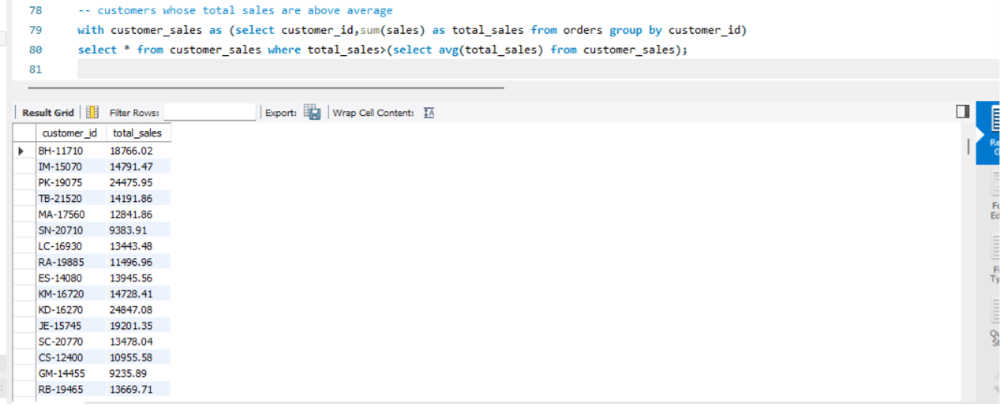 78 -- customers whose total sales are above average
79 with customer_sales as (select customer_id,sum(sales) as total_sales from orders group by customer_id)
80 select * from customer_sales where total_sales>(select avg(total_sales) from customer_sales);
81
Result Grid Filter Rows: Export: Wrap Cell Content:
customer_id total_sales
BH-11710 18766.02
IM-15070 14791.47
PK-19075 24475.95
TB-21520 14191.86
MA-17560 12841.86
SN-20710 9383.91
LC-16930 13443.48
RA-19885 11496.96
ES-14080 13945.56
KM-16720 14728.41
KD-16270 24847.08
JE-15745 19201.35
SC-20770 13478.04
CS-12400 10955.58
GM-14455 9235.89
RB-19465 13669.71